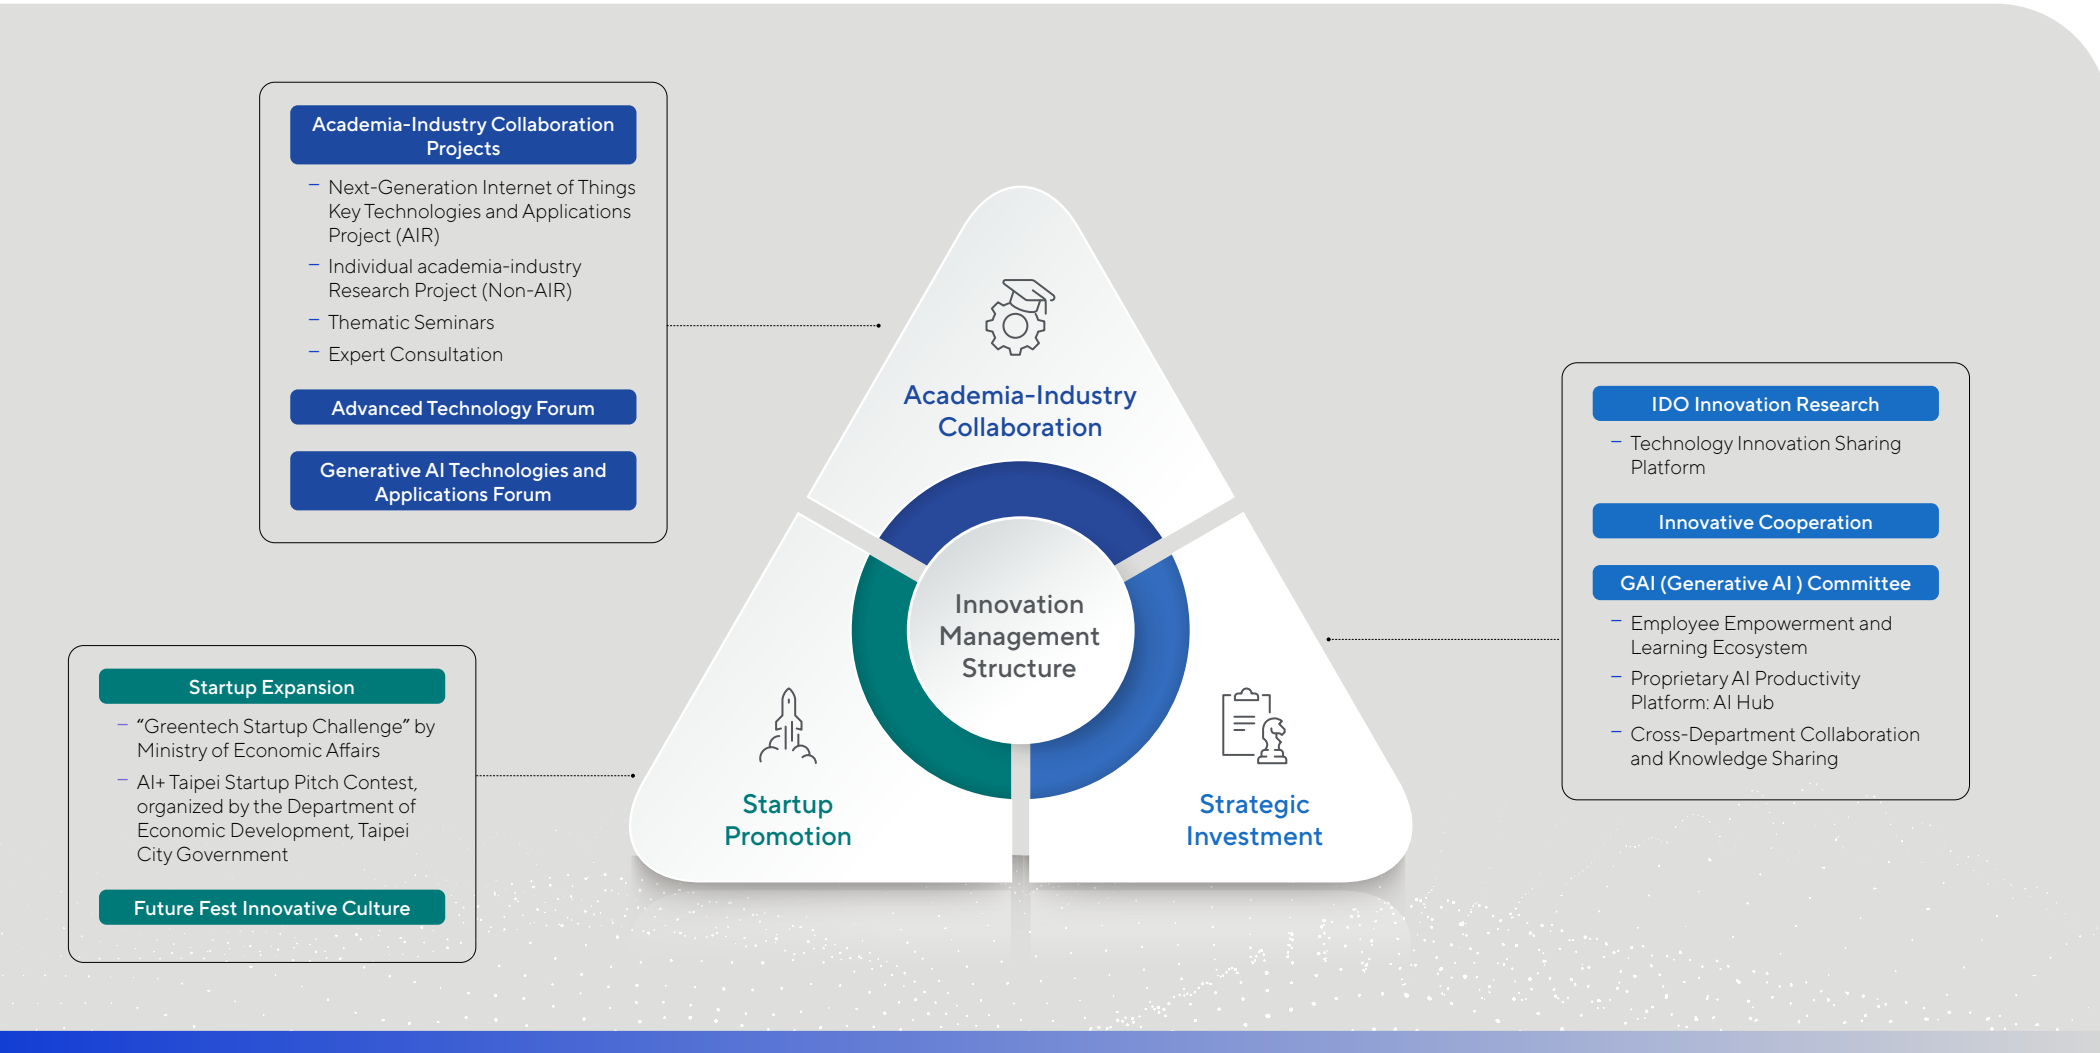 Academia-Industry Collaboration
Projects
– Next-Generation Internet of Things
Key Technologies and Applications
Project (AIR)
– Individual academia-industry
Research Project (Non-AIR)
– Thematic Seminars
– Expert Consultation
Advanced Technology Forum
Generative AI Technologies and
Applications Forum
Academia-Industry
Collaboration
Innovation
Management
Structure
Startup
Promotion
Strategic
Investment
IDO Innovation Research
– Technology Innovation Sharing
Platform
Innovative Cooperation
GAI (Generative AI ) Committee
– Employee Empowerment and
Learning Ecosystem
– Proprietary AI Productivity
Platform: AI Hub
– Cross-Department Collaboration
and Knowledge Sharing
Startup Expansion
– “Greentech Startup Challenge” by
Ministry of Economic Affairs
– AI+ Taipei Startup Pitch Contest,
organized by the Department of
Economic Development, Taipei
City Government
Future Fest Innovative Culture